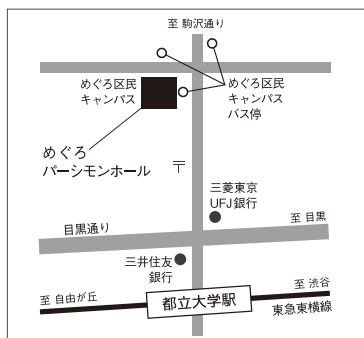 至 駒沢通り
めぐろ区民
キャンパス
めぐろ区民
キャンパス
バス停
めぐろ
パーシモンホール
〒
三菱東京
UFJ銀行
目黒通り
至 目黒
三井住友
銀行
至 自由が丘
都立大学駅
至 渋谷
東急東横線